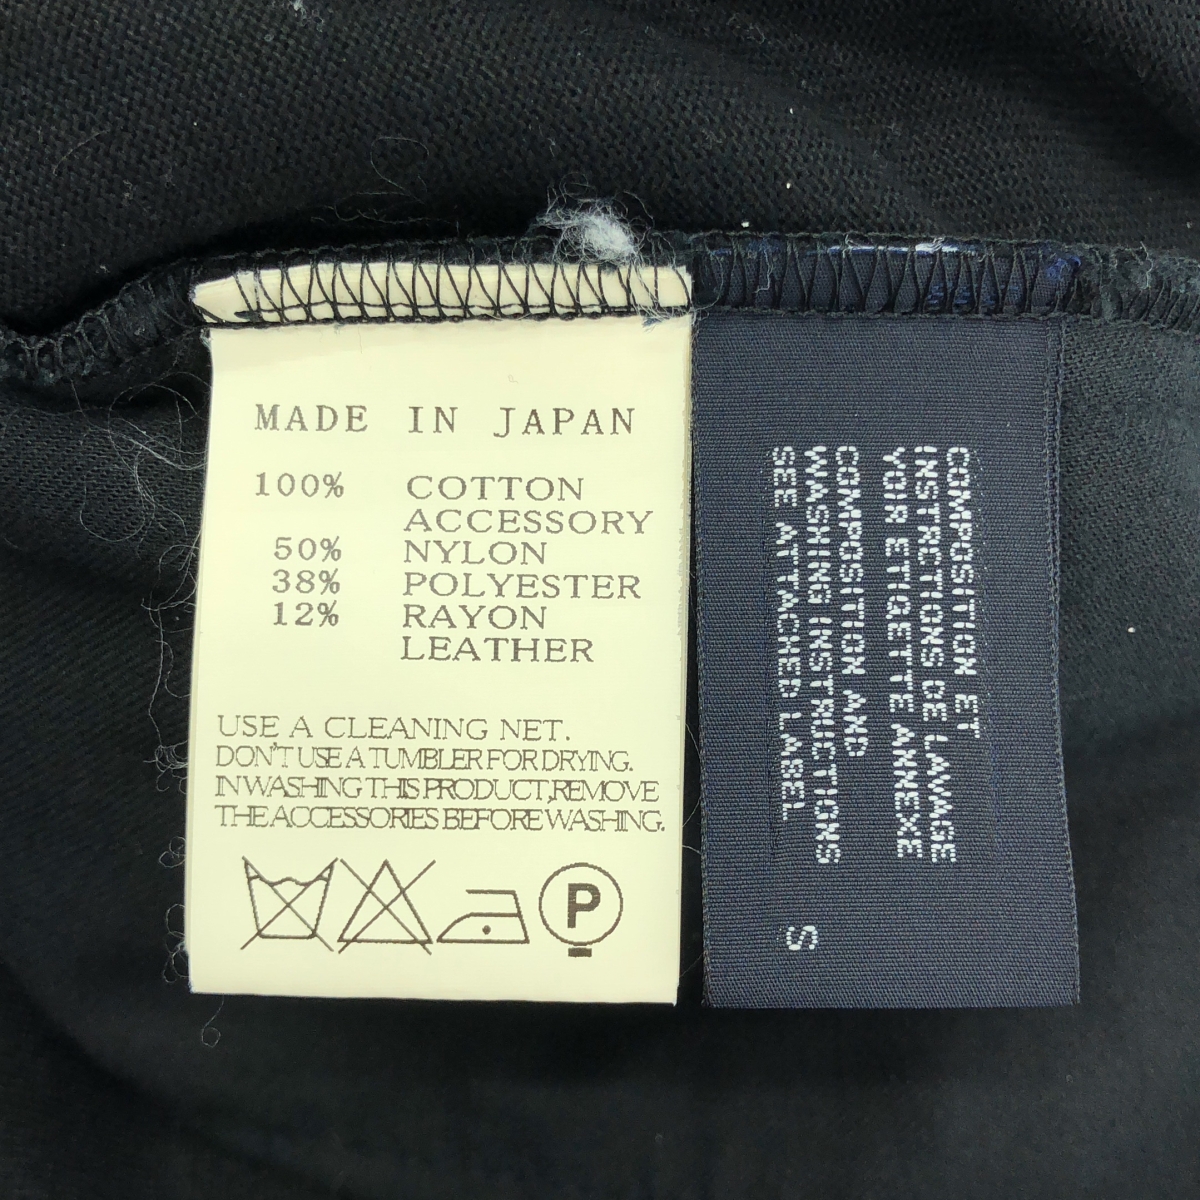 MADE IN JAPAN
100% COTTON
ACCESSORY
50% NYLON
38% POLYESTER
12% RAYON
LEATHER
USE A CLEANING NET.
DON'T USE A TUMBLER FOR DRYING.
IN WASHING THIS PRODUCT,REMOVE
THE ACCESSORIES BEFORE WASHING.
P
COMPOSITION ET
INSTRCTIONS DE LAVAGE
VOIR ETIGETTE ANNEXE
COMPOSITION AND
WASHING INSTRUCTIONS
SEE ATTACHED LABEL
S